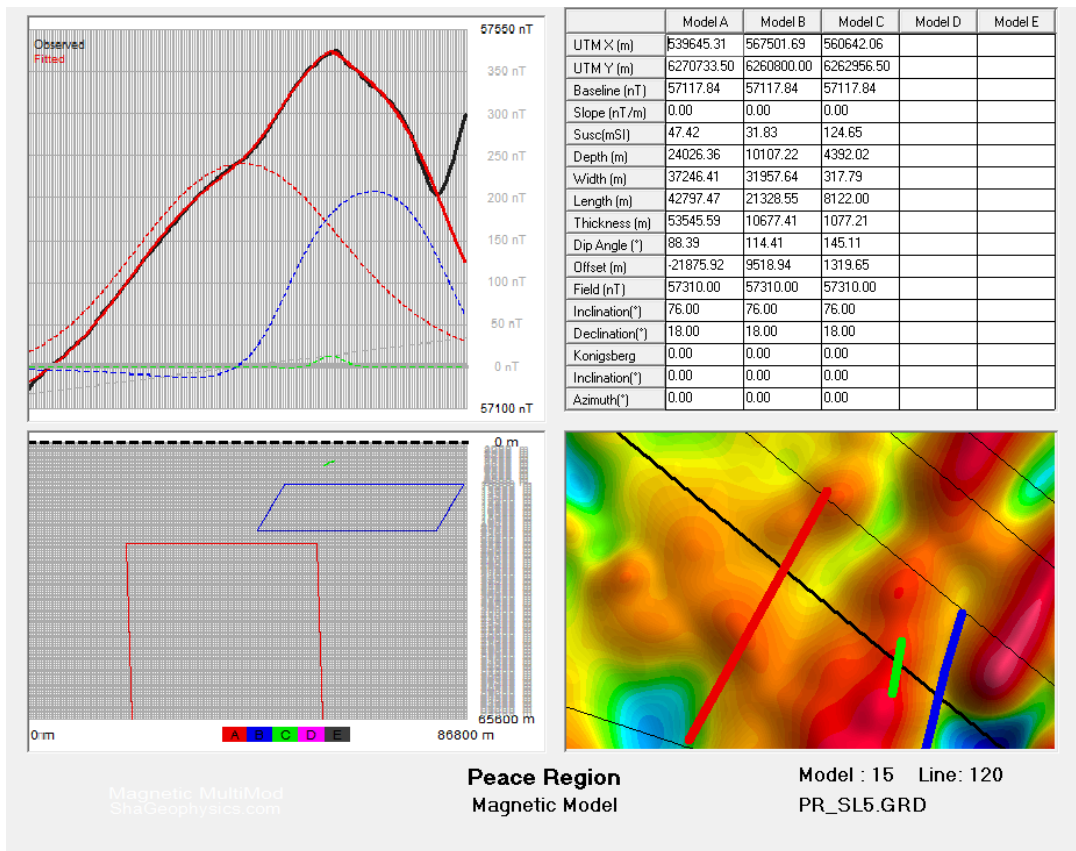 57550 nT
Observed
Fitted
350 nT
300 nT
250 nT
200 nT
150 nT
100 nT
50 nT
0 nT
57100 nT
Model A Model B Model C Model D Model E
UTM X (m) 539645.31 567501.69 560642.06
UTM Y (m) 6270733.50 6260800.00 6262956.50
Baseline (nT) 57117.84 57117.84 57117.84
Slope (nT/m) 0.00 0.00 0.00
Susc(mSI) 47.42 31.83 124.65
Depth (m) 24026.36 10107.22 4392.02
Width (m) 37246.41 31957.64 317.79
Length (m) 42797.47 21328.55 8122.00
Thickness (m) 53545.59 10677.41 1077.21
Dip Angle (°) 88.39 114.41 145.11
Offset (m) -21875.92 9518.94 1319.65
Field (nT) 57310.00 57310.00 57310.00
Inclination(°) 76.00 76.00 76.00
Declination(°) 18.00 18.00 18.00
Konigsberg 0.00 0.00 0.00
Inclination(°) 0.00 0.00 0.00
Azimuth(°) 0.00 0.00 0.00
0 m
65600 m
0 m A B C D E 86800 m
Peace Region
Magnetic Model
Model : 15 Line: 120
PR_SL5.GRD
Magnetic MultiMod
ShaGeophysics.com